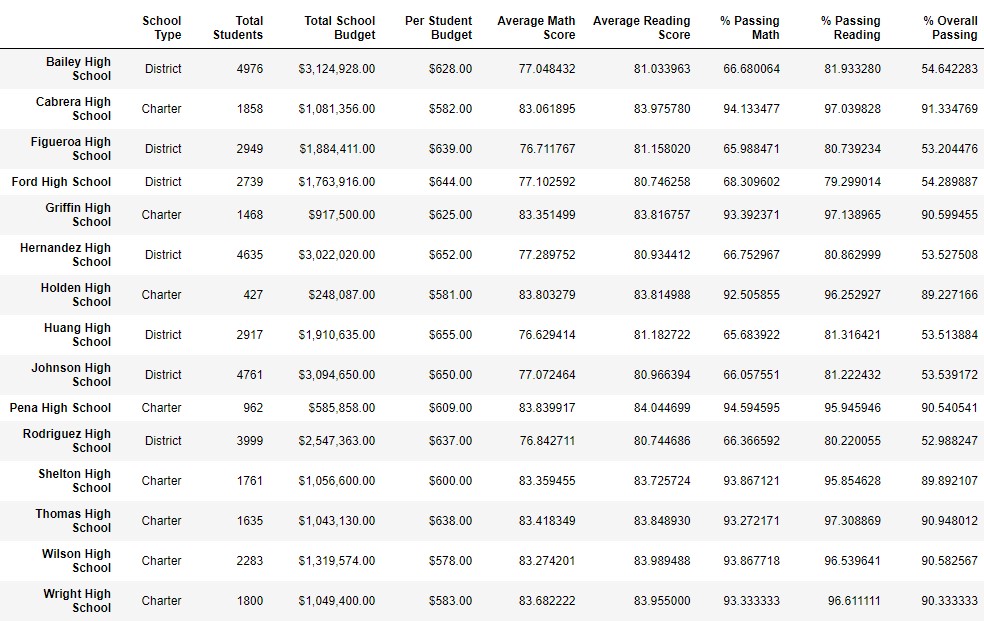 School Type Total Students Total School Budget Per Student Budget Average Math Score Average Reading Score % Passing Math % Passing Reading % Overall Passing
Bailey High School District 4976 $3,124,928.00 $628.00 77.048432 81.033963 66.680064 81.933280 54.642283
Cabrera High School Charter 1858 $1,081,356.00 $582.00 83.061895 83.975780 94.133477 97.039828 91.334769
Figueroa High School District 2949 $1,884,411.00 $639.00 76.711767 81.158020 65.988471 80.739234 53.204476
Ford High School District 2739 $1,763,916.00 $644.00 77.102592 80.746258 68.309602 79.299014 54.289887
Griffin High School Charter 1468 $917,500.00 $625.00 83.351499 83.816757 93.392371 97.138965 90.599455
Hernandez High School District 4635 $3,022,020.00 $652.00 77.289752 80.934412 66.752967 80.862999 53.527508
Holden High School Charter 427 $248,087.00 $581.00 83.803279 83.814988 92.505855 96.252927 89.227166
Huang High School District 2917 $1,910,635.00 $655.00 76.629414 81.182722 65.683922 81.316421 53.513884
Johnson High School District 4761 $3,094,650.00 $650.00 77.072464 80.966394 66.057551 81.222432 53.539172
Pena High School Charter 962 $585,858.00 $609.00 83.839917 84.044699 94.594595 95.945946 90.540541
Rodriguez High School District 3999 $2,547,363.00 $637.00 76.842711 80.744686 66.366592 80.220055 52.988247
Shelton High School Charter 1761 $1,056,600.00 $600.00 83.359455 83.725724 93.867121 95.854628 89.892107
Thomas High School Charter 1635 $1,043,130.00 $638.00 83.418349 83.848930 93.272171 97.308869 90.948012
Wilson High School Charter 2283 $1,319,574.00 $578.00 83.274201 83.989488 93.867718 96.539641 90.582567
Wright High School Charter 1800 $1,049,400.00 $583.00 83.682222 83.955000 93.333333 96.611111 90.333333